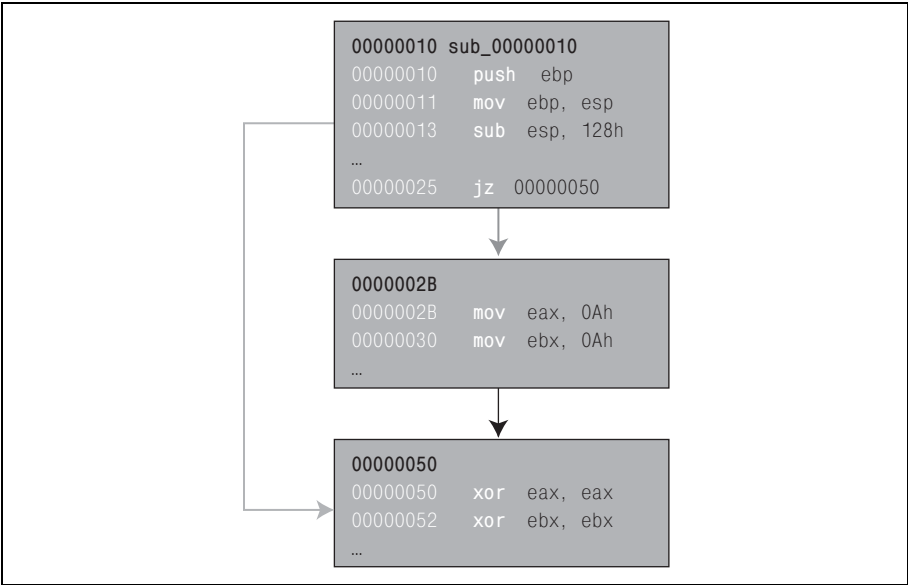 00000010 sub_00000010
00000010 push ebp
00000011 mov ebp, esp
00000013 sub esp, 128h
…
00000025 jz 00000050
0000002B
0000002B mov eax, 0Ah
00000030 mov ebx, 0Ah
…
00000050
00000050 xor eax, eax
00000052 xor ebx, ebx
…